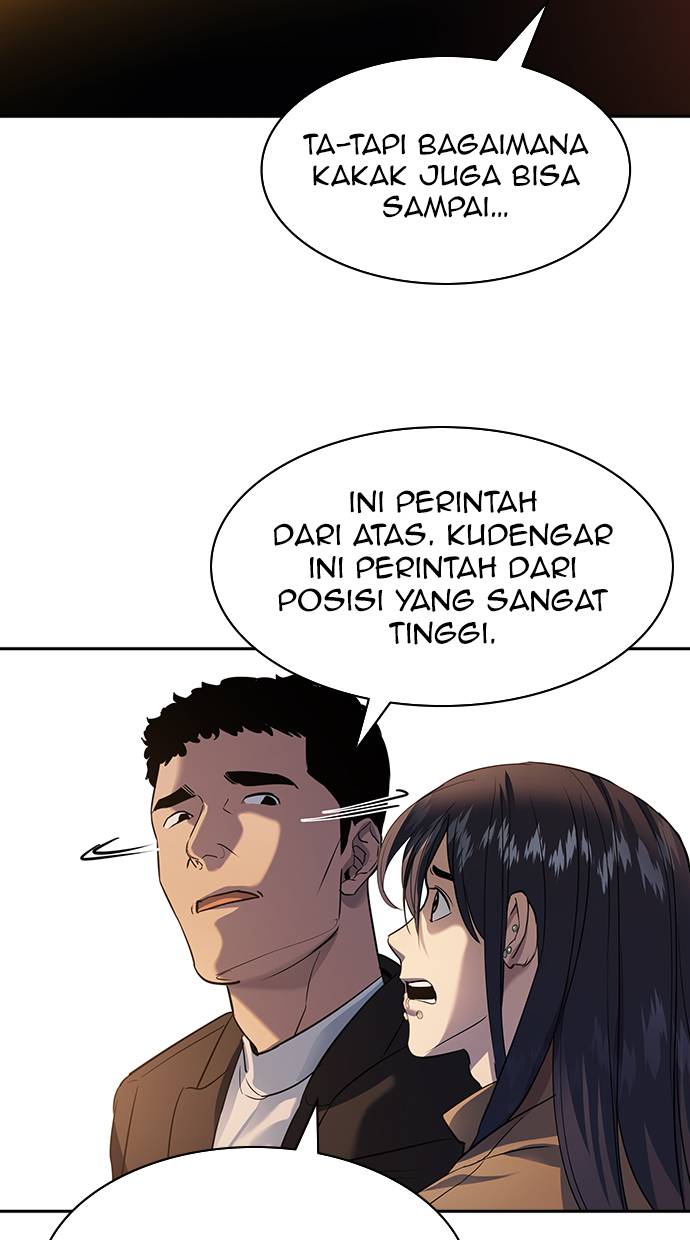 TA-TAPI BAGAIMANA
KAKAK JUGA BISA
SAMPAI...
INI PERINTAH
DARI ATAS. KUDENGAR
INI PERINTAH DARI
POSISI YANG SANGAT
TINGGI.